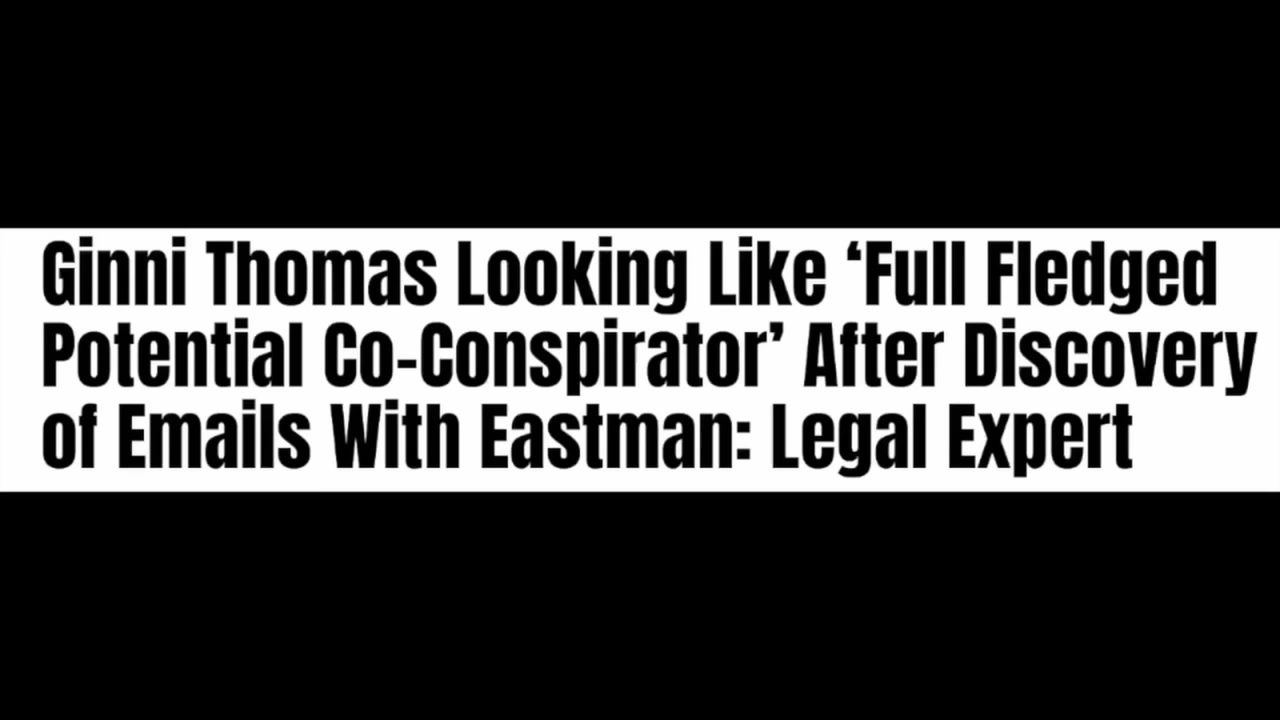 Ginni Thomas Looking Like ‘Full Fledged
Potential Co-Conspirator’ After Discovery
of Emails With Eastman: Legal Expert